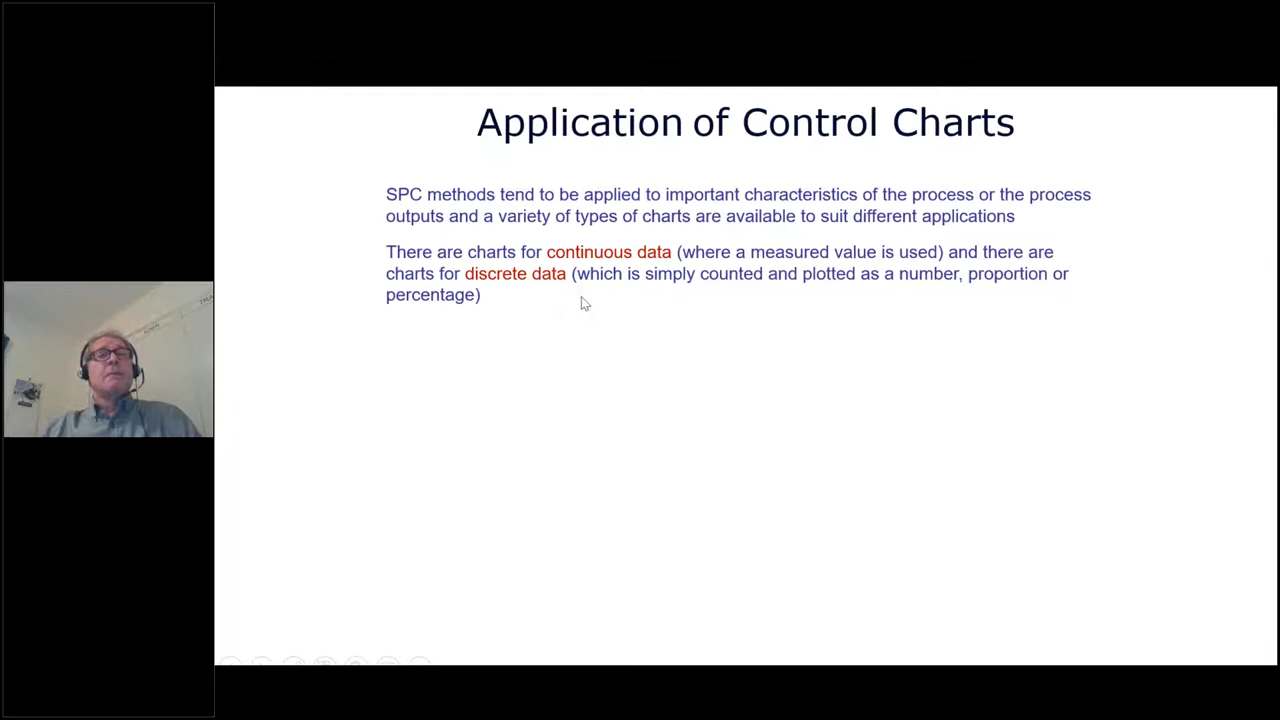 Application of Control Charts
SPC methods tend to be applied to important characteristics of the process or the process
outputs and a variety of types of charts are available to suit different applications
There are charts for continuous data (where a measured value is used) and there are
charts for discrete data (which is simply counted and plotted as a number, proportion or
percentage)